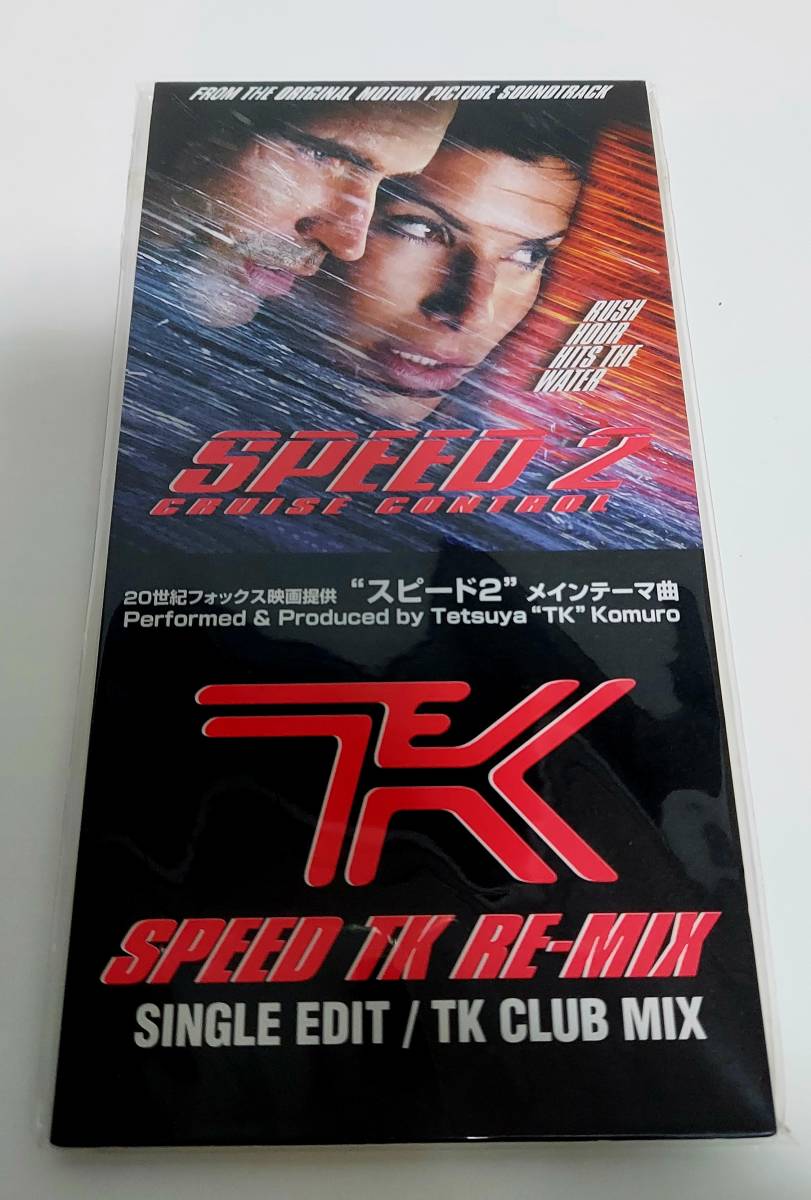 FROM THE ORIGINAL MOTION PICTURE SOUNDTRACK
RUSH
HOUR
HITS THE
WATER
SPEED 2
CRUISE CONTROL
20世紀フォックス映画提供 “スピード2” メインテーマ曲
Performed & Produced by Tetsuya “TK” Komuro
TK
SPEED TK RE-MIX
SINGLE EDIT / TK CLUB MIX